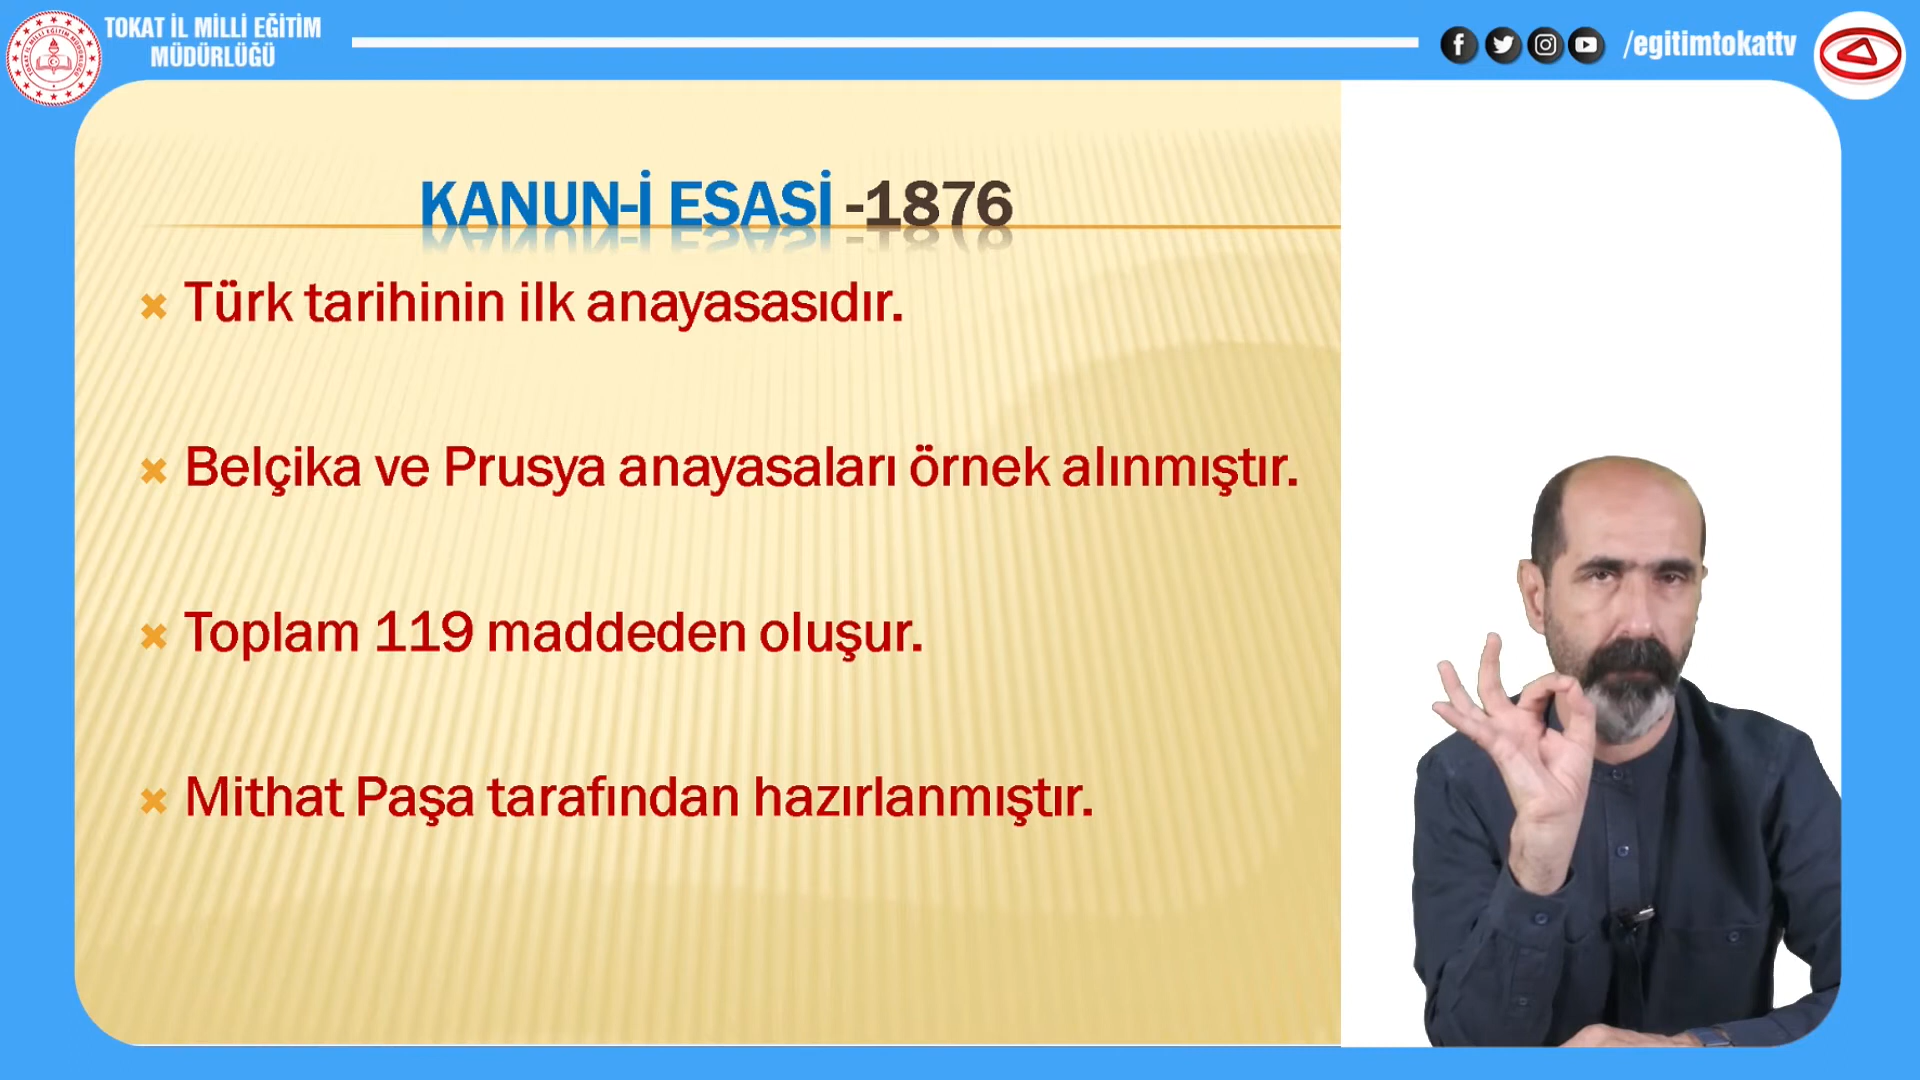 TOKAT İL MİLLİ EĞİTİM
MÜDÜRLÜĞÜ
/egitimtokattv
KANUN-İ ESASİ -1876
Türk tarihinin ilk anayasasıdır.
Belçika ve Prusya anayasaları örnek alınmıştır.
Toplam 119 maddeden oluşur.
Mithat Paşa tarafından hazırlanmıştır.